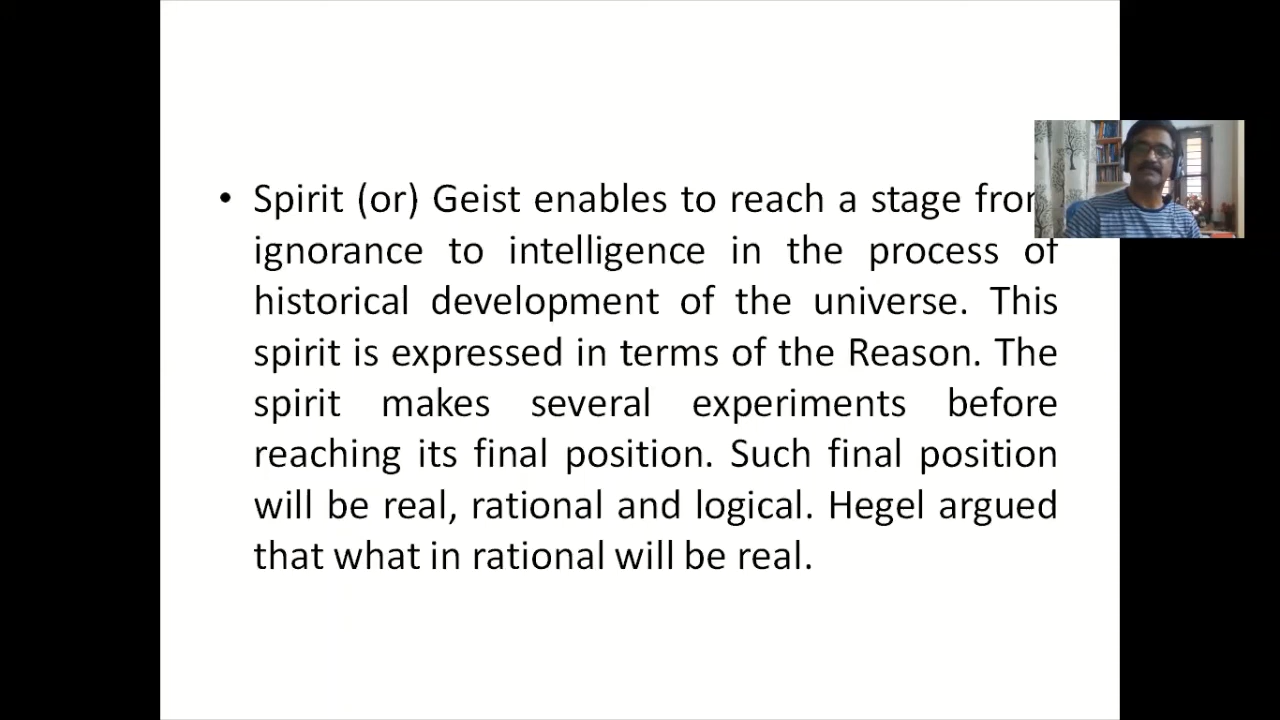 • Spirit (or) Geist enables to reach a stage from
ignorance to intelligence in the process of
historical development of the universe. This
spirit is expressed in terms of the Reason. The
spirit makes several experiments before
reaching its final position. Such final position
will be real, rational and logical. Hegel argued
that what in rational will be real.